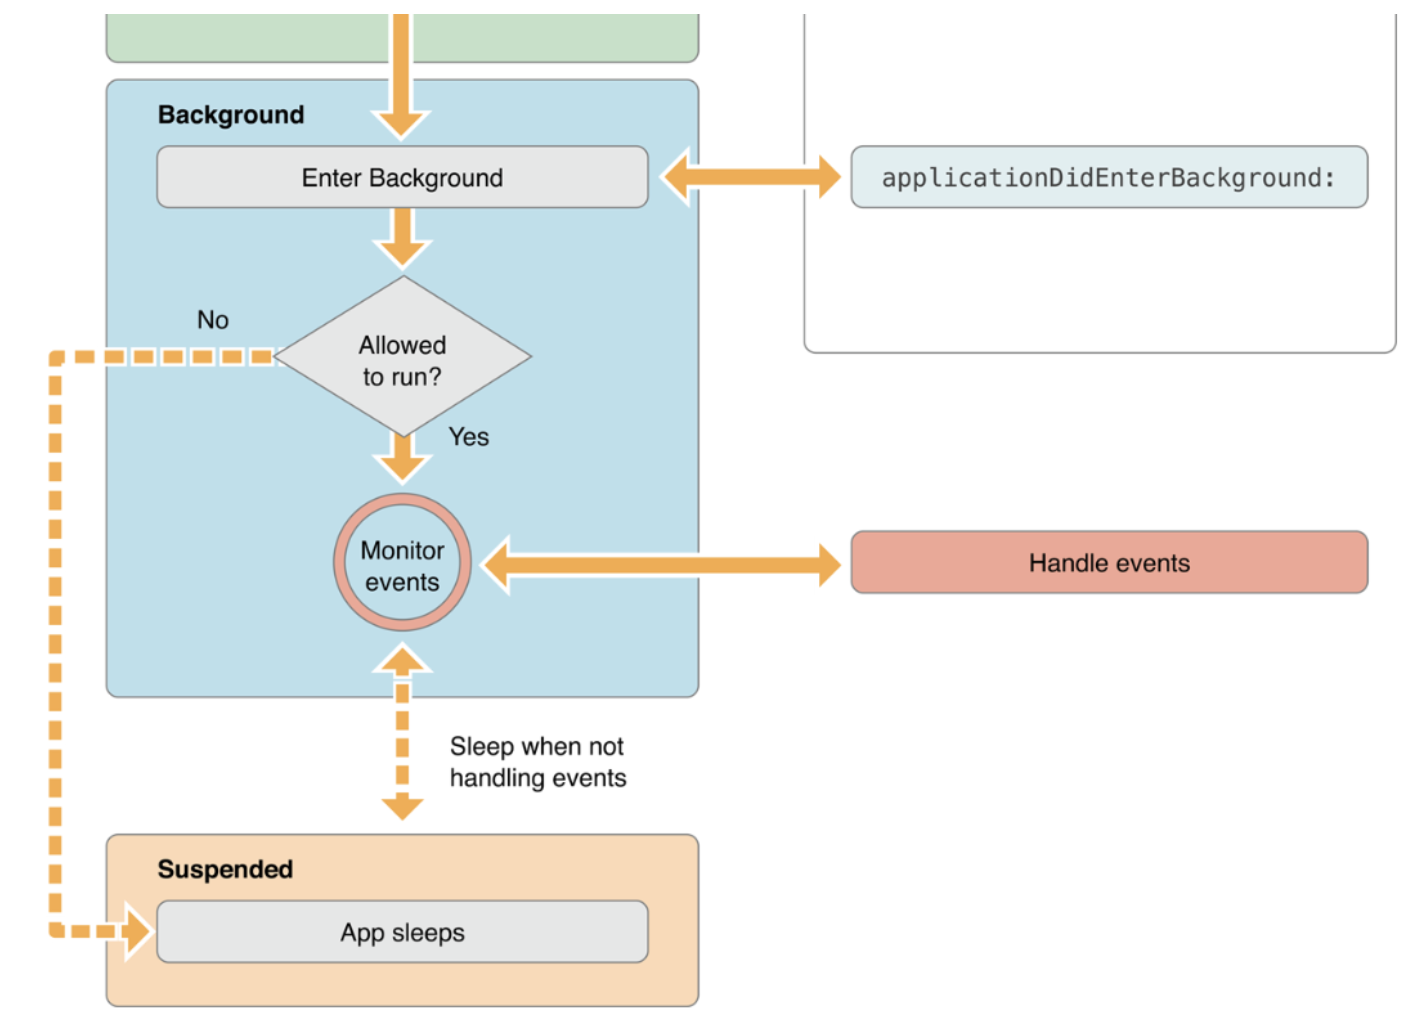 Background
Enter Background
applicationDidEnterBackground:
No
Allowed
to run?
Yes
Monitor
events
Handle events
Sleep when not
handling events
Suspended
App sleeps